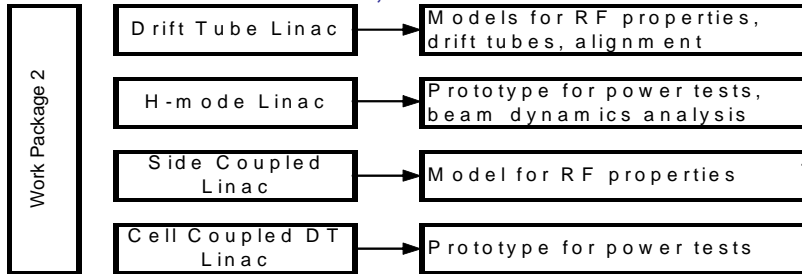 Work Package 2
Drift Tube Linac
Models for RF properties,
drift tubes, alignment
H-mode Linac
Prototype for power tests,
beam dynamics analysis
Side Coupled
Linac
Model for RF properties
Cell Coupled DT
Linac
Prototype for power tests